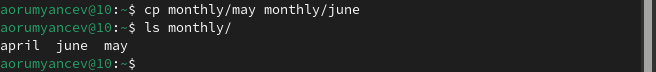 aorumyancev@10:~$ cp monthly/may monthly/june
aorumyancev@10:~$ ls monthly/
april  june  may
aorumyancev@10:~$